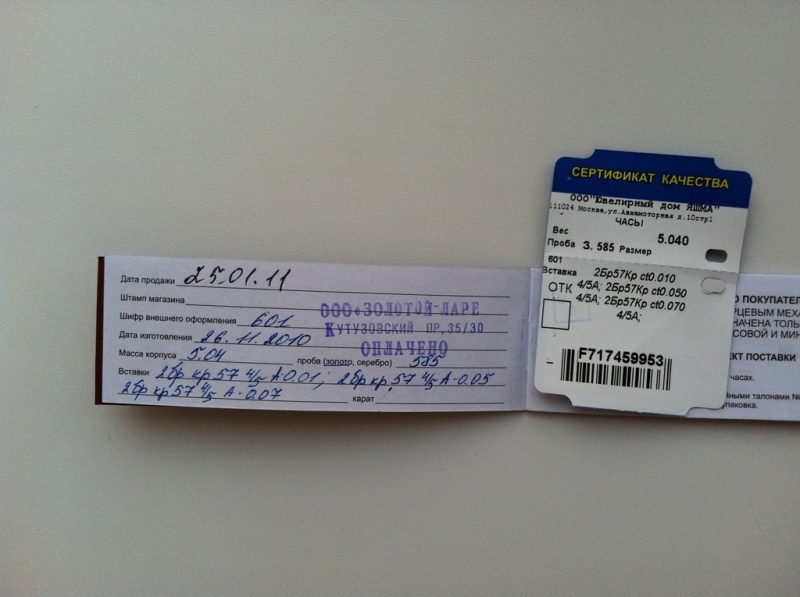 Дата продажи 25.01.11
Штамп магазина
ООО «ЗОЛОТОЙ-ЛАРЕ
Шифр внешнего оформления 601
КУТУЗОВСКИЙ ПР,35/30
Дата изготовления 26.11.2010
ОПЛАЧЕНО
Масса корпуса 5.04 проба (золото, серебро) 585
Вставки 2бр кр 57 4/5 А-0.01; 2бр кр 57 4/5 А-0.05
2бр кр 57 4/5 А-0.07 карат
СЕРТИФИКАТ КАЧЕСТВА
ООО"Ювелирный дом ЯШМА"
111024 Москва,ул.Авиамоторная д.10стр1
ЧАСЫ
Вес 5.040
Проба З. 585 Размер
601
Вставка 2Бр57Кр ct0.010
ОТК 4/5А; 2Бр57Кр ct0.050
4/5А; 2Бр57Кр ct0.070
4/5А;
F717459953
О ПОКУПАТЕЛ
РЦЕВЫМ МЕХА
НАЧЕНА ТОЛЬ
СОВОЙ И МИН
ЕКТ ПОСТАВКИ
часах.
нными талонами №
паковка.